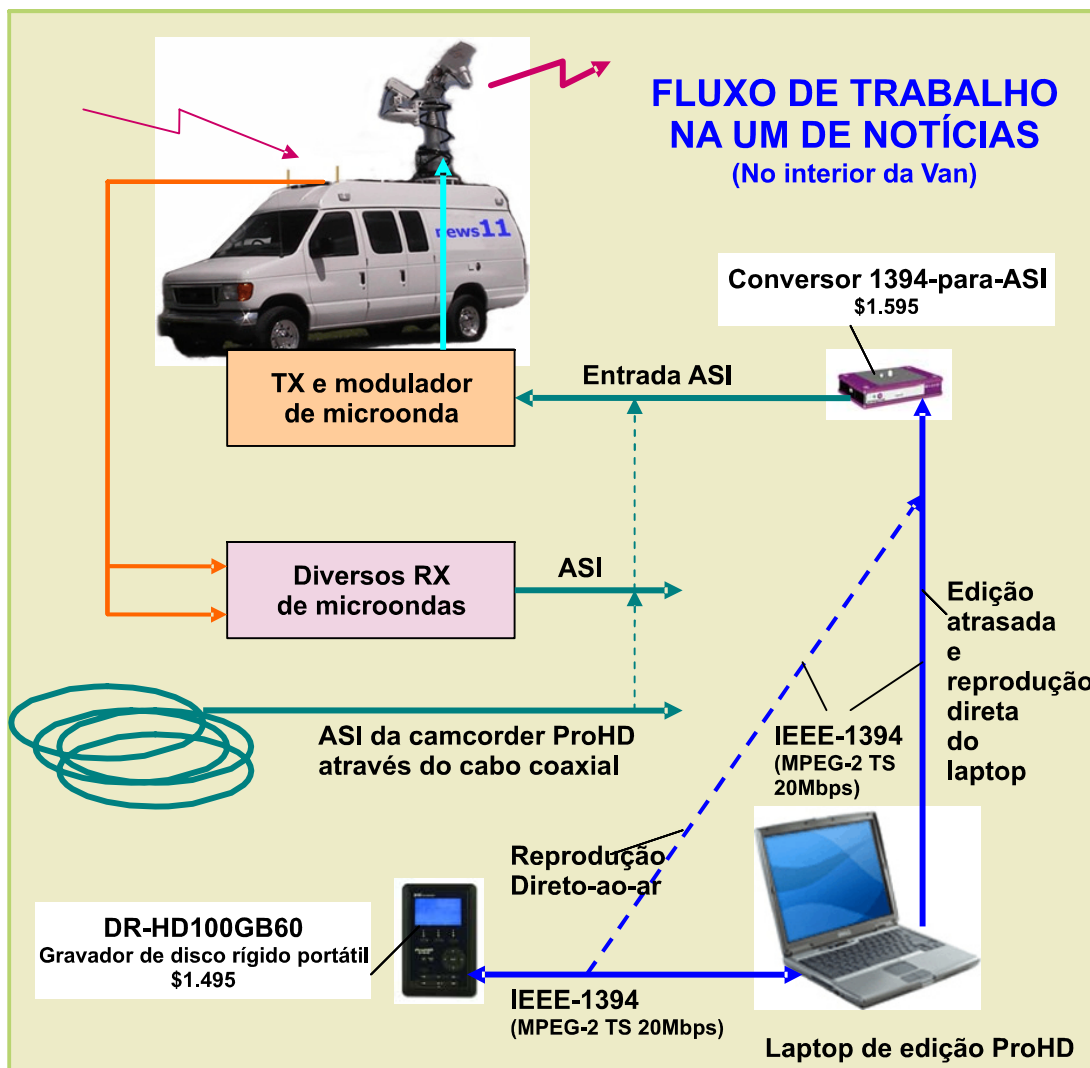 FLUXO DE TRABALHO
NA UM DE NOTÍCIAS
(No interior da Van)
news11
Conversor 1394-para-ASI
$1.595
TX e modulador
de microonda
Entrada ASI
Diversos RX
de microondas
ASI
Edição
atrasada
e
reprodução
direta
do
laptop
ASI da camcorder ProHD
através do cabo coaxial
IEEE-1394
(MPEG-2 TS
20Mbps)
Reprodução
Direto-ao-ar
DR-HD100GB60
Gravador de disco rígido portátil
$1.495
IEEE-1394
(MPEG-2 TS 20Mbps)
Laptop de edição ProHD